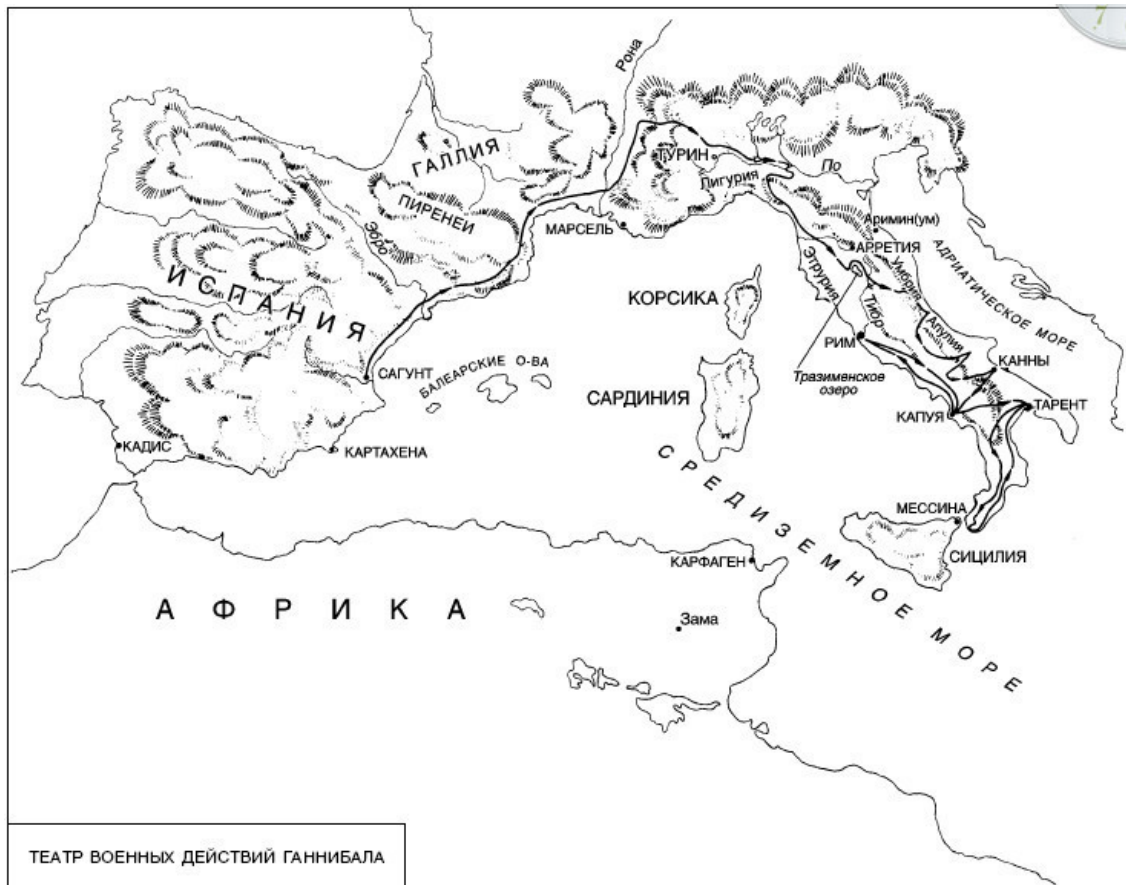 7
Рона
ГАЛЛИЯ
ПИРЕНЕИ
Эбро
ИСПАНИЯ
ТУРИН
Лигурия
По
МАРСЕЛЬ
Аримин(ум)
АРРЕТИЯ
АДРИАТИЧЕСКОЕ МОРЕ
Этрурия
Умбрия
КОРСИКА
Тибр
Апулия
РИМ
КАННЫ
САГУНТ
БАЛЕАРСКИЕ О-ВА
Тразименское
озеро
САРДИНИЯ
КАПУЯ
ТАРЕНТ
КАДИС
КАРТАХЕНА
СРЕДИЗЕМНОЕ МОРЕ
МЕССИНА
СИЦИЛИЯ
КАРФАГЕН
АФРИКА
Зама
ТЕАТР ВОЕННЫХ ДЕЙСТВИЙ ГАННИБАЛА